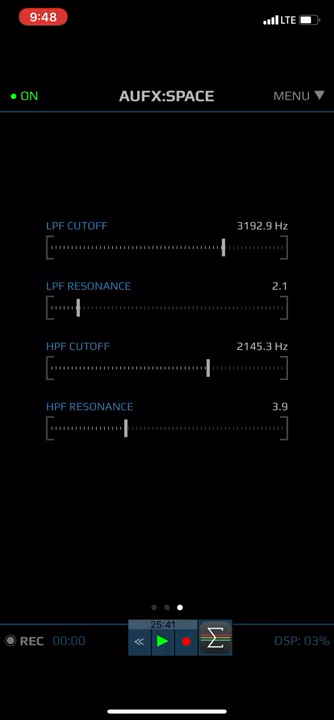 9:48
LTE
ON
AUFX:SPACE
MENU ▼
LPF CUTOFF
3192.9 Hz
LPF RESONANCE
2.1
HPF CUTOFF
2145.3 Hz
HPF RESONANCE
3.9
25:41
REC 00:00
Σ
DSP: 03%